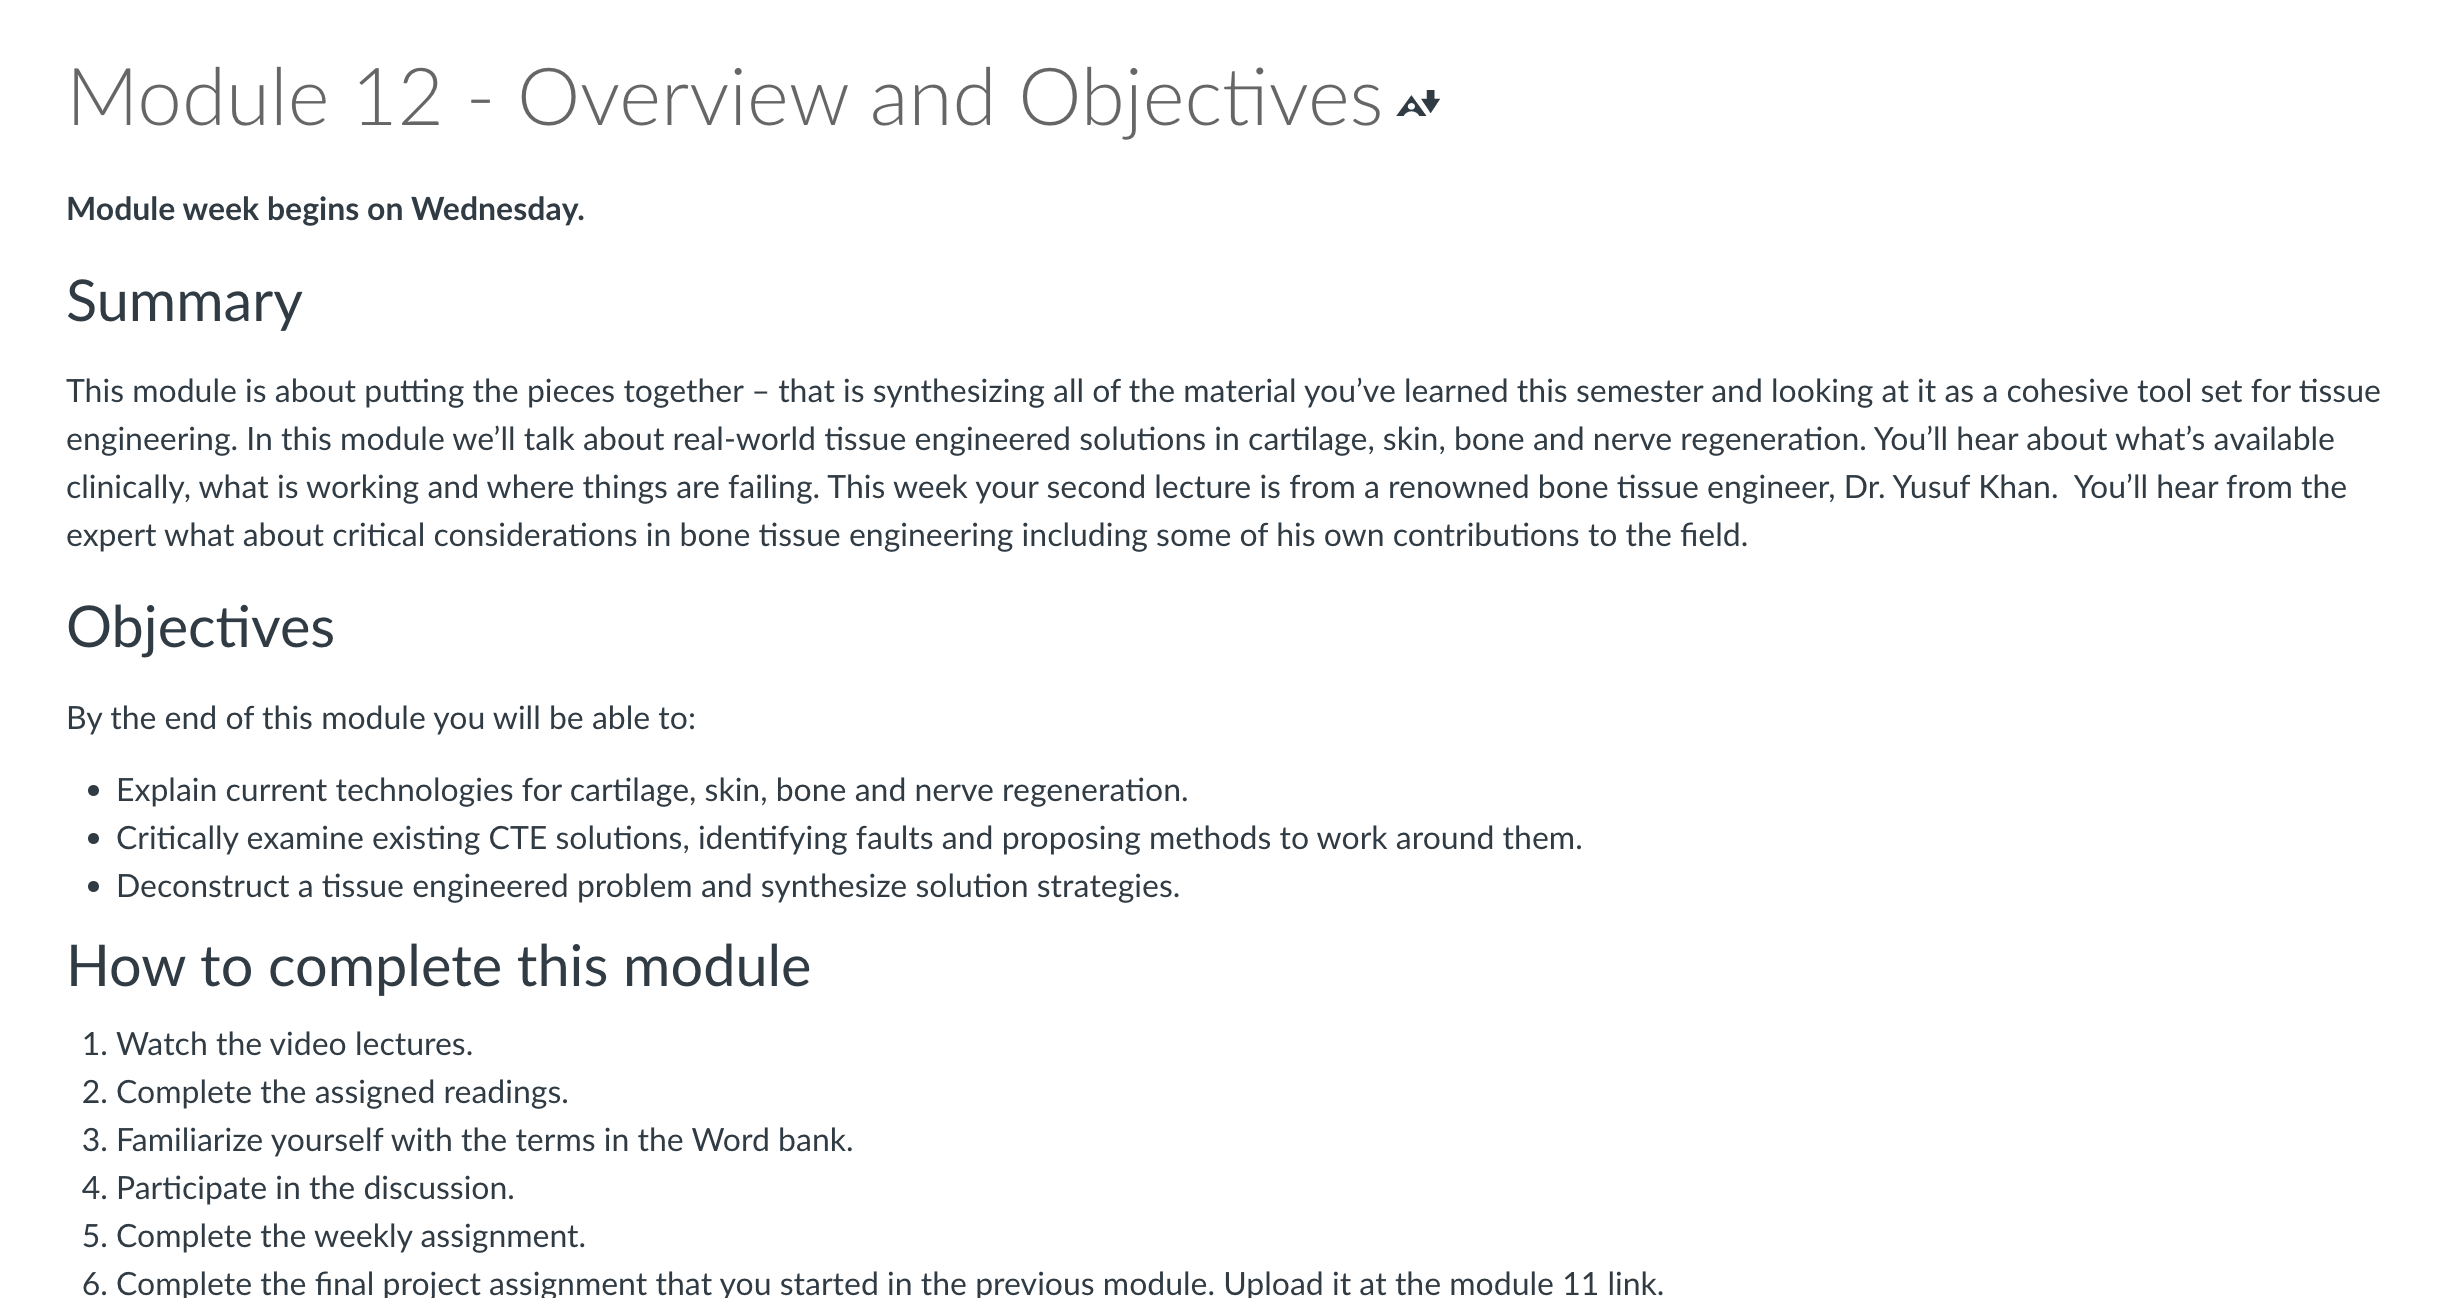 Module 12 - Overview and Objectives
Module week begins on Wednesday.
Summary
This module is about putting the pieces together – that is synthesizing all of the material you’ve learned this semester and looking at it as a cohesive tool set for tissue
engineering. In this module we’ll talk about real-world tissue engineered solutions in cartilage, skin, bone and nerve regeneration. You’ll hear about what’s available
clinically, what is working and where things are failing. This week your second lecture is from a renowned bone tissue engineer, Dr. Yusuf Khan.  You’ll hear from the
expert what about critical considerations in bone tissue engineering including some of his own contributions to the field.
Objectives
By the end of this module you will be able to:
• Explain current technologies for cartilage, skin, bone and nerve regeneration.
• Critically examine existing CTE solutions, identifying faults and proposing methods to work around them.
• Deconstruct a tissue engineered problem and synthesize solution strategies.
How to complete this module
1. Watch the video lectures.
2. Complete the assigned readings.
3. Familiarize yourself with the terms in the Word bank.
4. Participate in the discussion.
5. Complete the weekly assignment.
6. Complete the final project assignment that you started in the previous module. Upload it at the module 11 link.